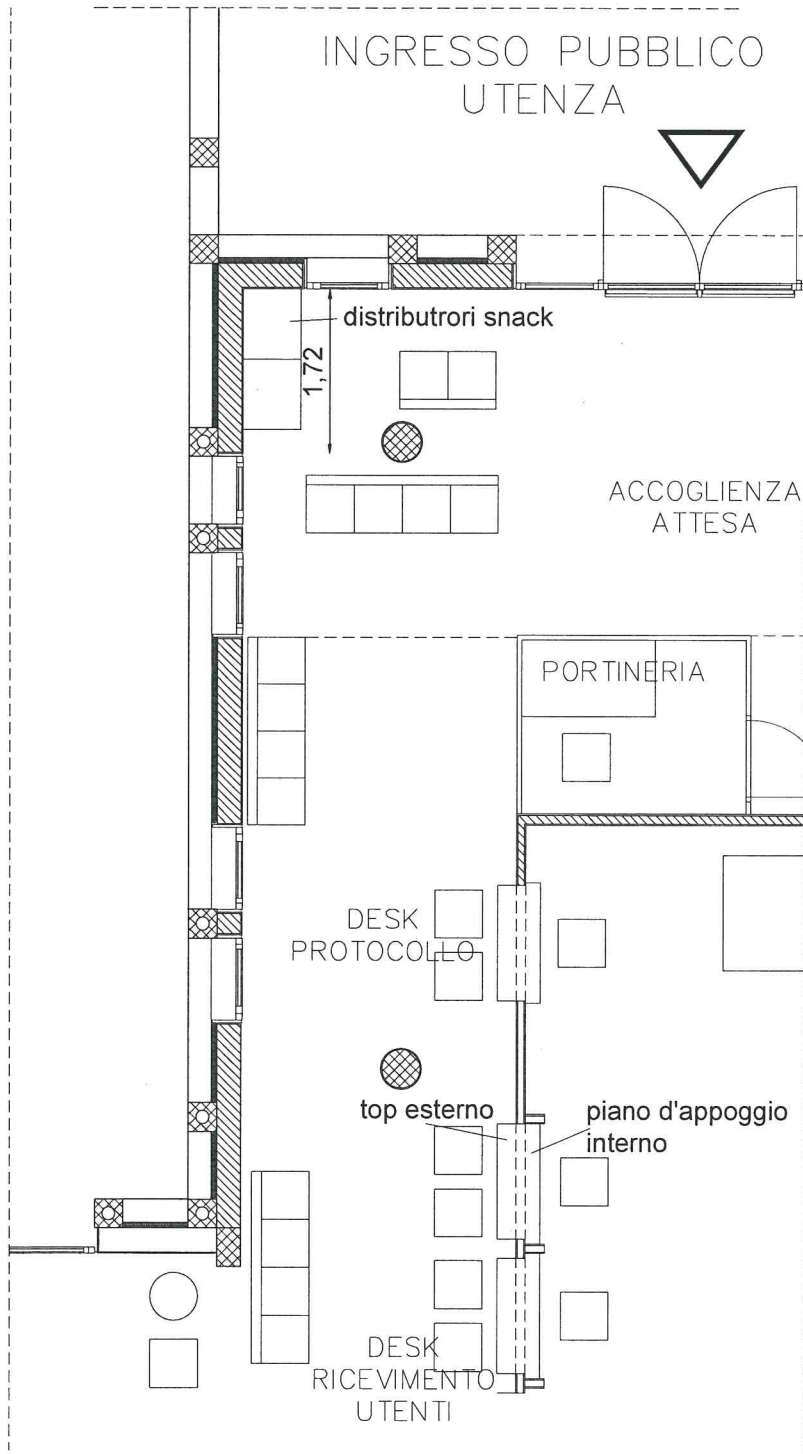 INGRESSO PUBBLICO
UTENZA
distributrori snack
1,72
ACCOGLIENZA
ATTESA
PORTINERIA
DESK
PROTOCOLLO
top esterno
piano d'appoggio
interno
DESK
RICEVIMENTO
UTENTI